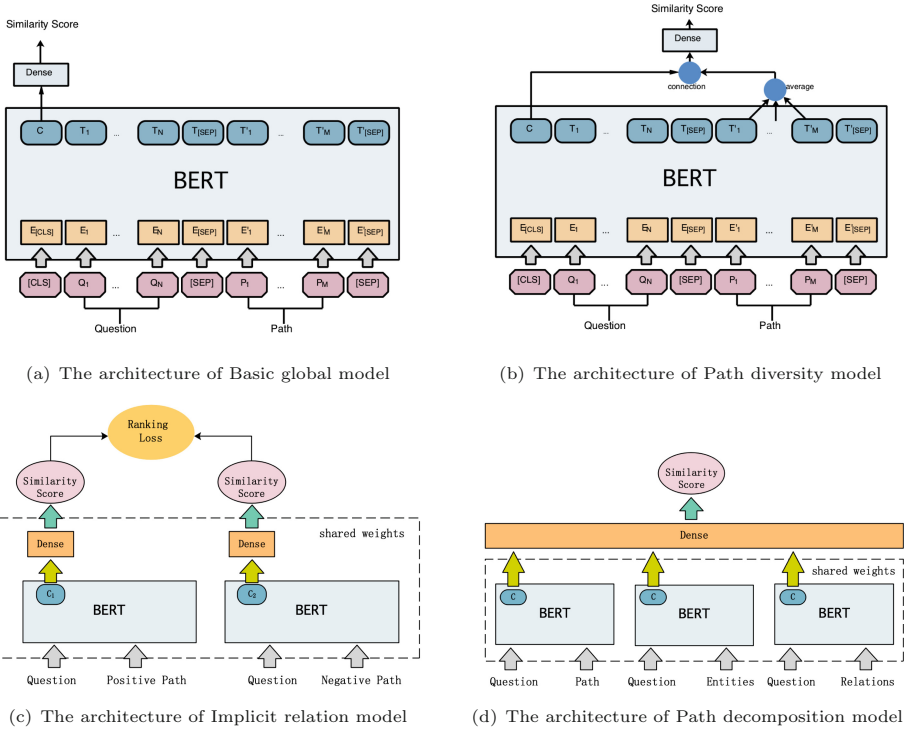 Similarity Score
Dense
C T1 ... TN T[SEP] T'1 ... T'M T'[SEP]
BERT
E[CLS] E1 ... EN E[SEP] E'1 ... E'M E'[SEP]
[CLS] Q1 ... QN [SEP] P1 ... PM [SEP]
Question Path
(a) The architecture of Basic global model
Similarity Score
Dense
connection
average
C T1 ... TN T[SEP] T'1 ... T'M T'[SEP]
BERT
E[CLS] E1 ... EN E[SEP] E'1 ... E'M E'[SEP]
[CLS] Q1 ... QN [SEP] P1 ... PM [SEP]
Question Path
(b) The architecture of Path diversity model
Ranking
Loss
Similarity
Score
Similarity
Score
shared weights
Dense Dense
C1 C2
BERT BERT
Question Positive Path Question Negative Path
(c) The architecture of Implicit relation model
Similarity
Score
Dense
shared weights
C C C
BERT BERT BERT
Question Path Question Entities Question Relations
(d) The architecture of Path decomposition model